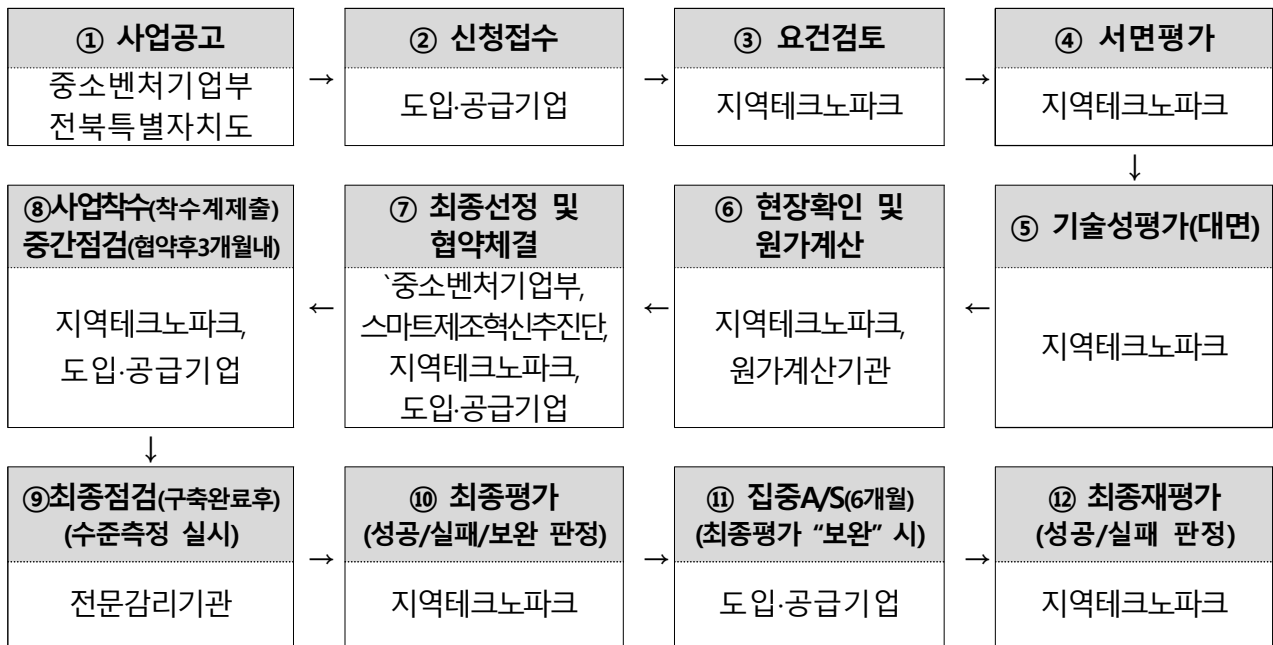 ① 사업공고
중소벤처기업부
전북특별자치도
→
② 신청접수
도입·공급기업
→
③ 요건검토
지역테크노파크
→
④ 서면평가
지역테크노파크
↓
⑤ 기술성평가(대면)
지역테크노파크
←
⑥ 현장확인 및
원가계산
지역테크노파크,
원가계산기관
←
⑦ 최종선정 및
협약체결
`중소벤처기업부,
스마트제조혁신추진단,
지역테크노파크,
도입·공급기업
←
⑧사업착수(착수계제출)
중간점검(협약후3개월내)
지역테크노파크,
도입·공급기업
↓
⑨최종점검(구축완료후)
(수준측정 실시)
전문감리기관
→
⑩ 최종평가
(성공/실패/보완 판정)
지역테크노파크
→
⑪ 집중A/S(6개월)
(최종평가 “보완” 시)
도입·공급기업
→
⑫ 최종재평가
(성공/실패 판정)
지역테크노파크